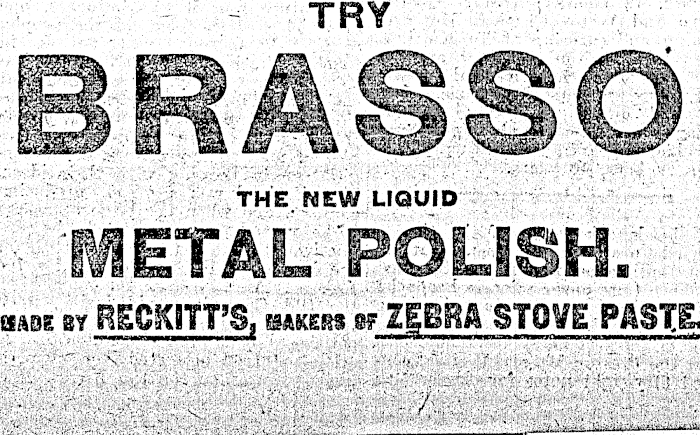 TRY
BRASSO
THE NEW LIQUID
METAL POLISH.
MADE BY RECKITT'S, MAKERS OF ZEBRA STOVE PASTE.